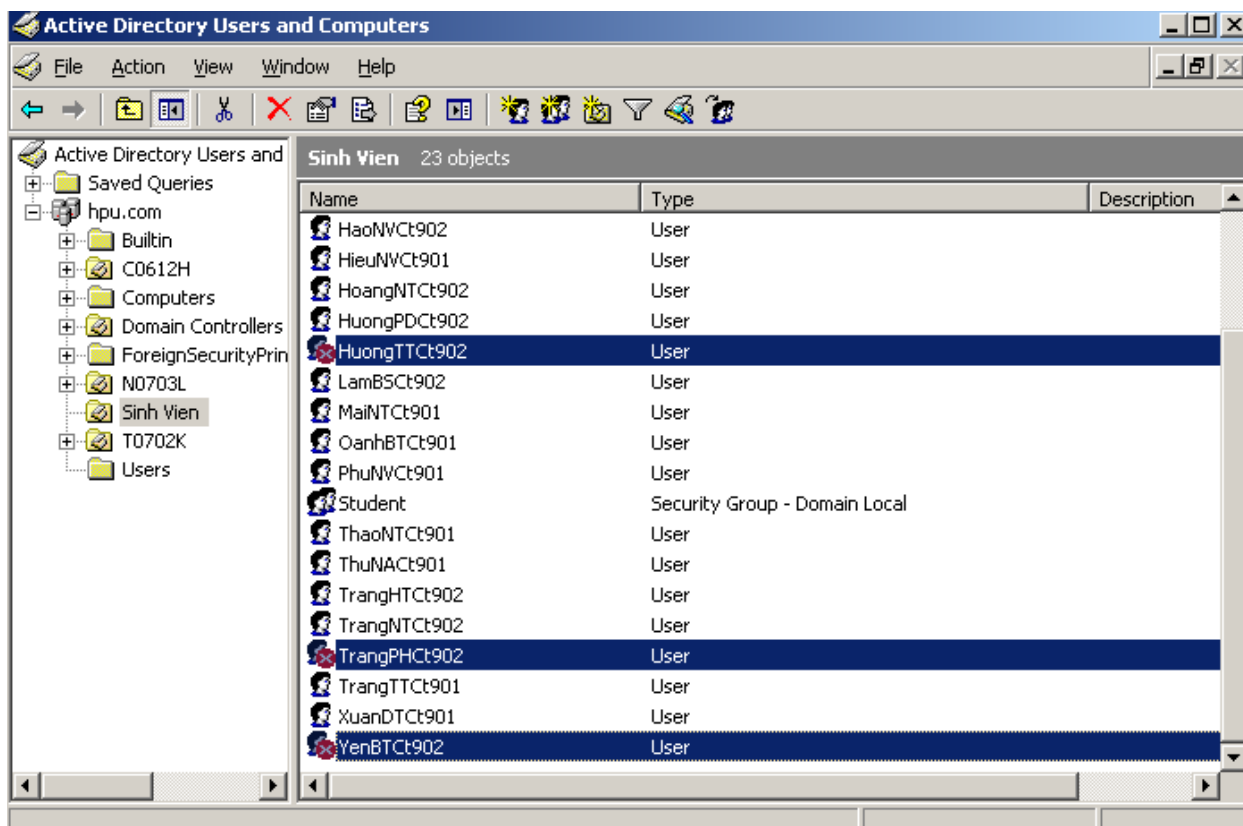 Active Directory Users and Computers
File Action View Window Help
Active Directory Users and
Saved Queries
hpu.com
Builtin
C0612H
Computers
Domain Controllers
ForeignSecurityPrin
N0703L
Sinh Vien
T0702K
Users
Sinh Vien 23 objects
Name Type Description
HaoNVCt902 User
HieuNVCt901 User
HoangNTCt902 User
HuongPDCt902 User
HuongTTCt902 User
LamBSCt902 User
MaiNTCt901 User
OanhBTCt901 User
PhuNVCt901 User
Student Security Group - Domain Local
ThaoNTCt901 User
ThuNACt901 User
TrangHTCt902 User
TrangNTCt902 User
TrangPHCt902 User
TrangTTCt901 User
XuanDTCt901 User
YenBTCt902 User